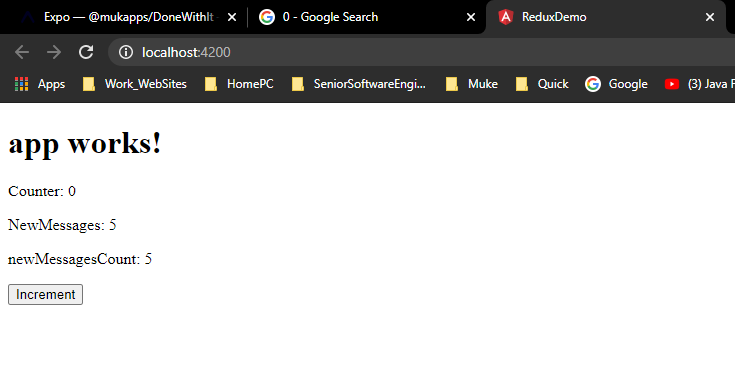 Expo — @mukapps/DoneWithIt
0 - Google Search
ReduxDemo
localhost:4200
Apps Work_WebSites HomePC SeniorSoftwareEngi... Muke Quick Google (3) Java F
app works!
Counter: 0
NewMessages: 5
newMessagesCount: 5
Increment